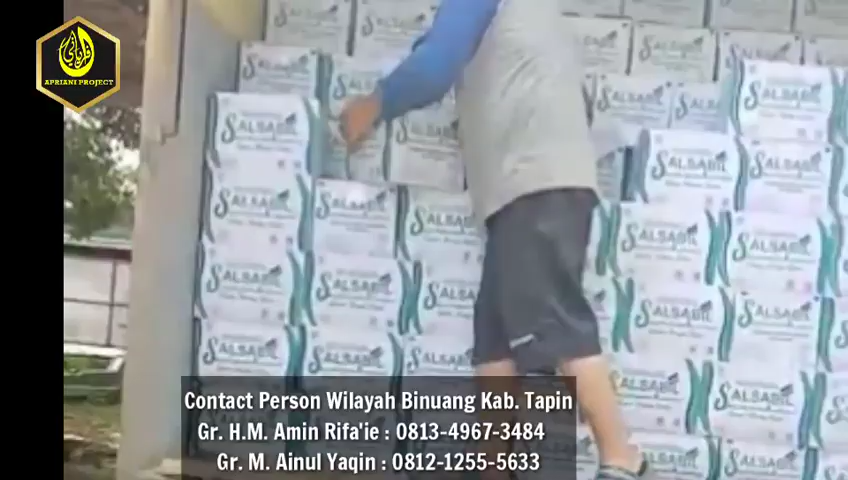 APRIANI PROJECT
SALSABIL
Contact Person Wilayah Binuang Kab. Tapin
Gr. H.M. Amin Rifa'ie : 0813-4967-3484
Gr. M. Ainul Yaqin : 0812-1255-5633